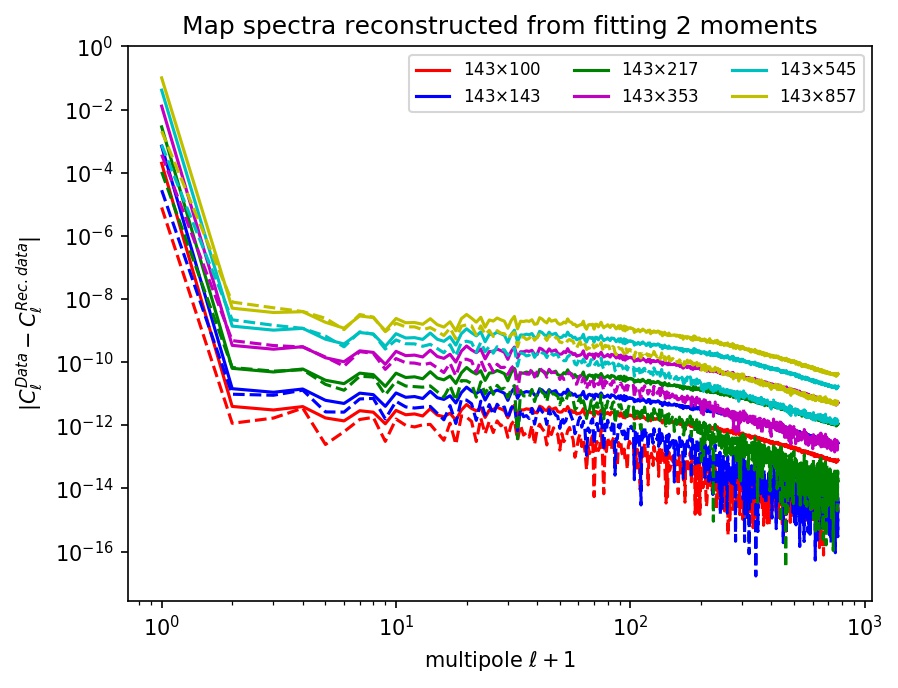 Map spectra reconstructed from fitting 2 moments
10^0
10^{-2}
10^{-4}
10^{-6}
10^{-8}
10^{-10}
10^{-12}
10^{-14}
10^{-16}
|C_ℓ^{Data} − C_ℓ^{Rec. data}|
143×100 143×217 143×545
143×143 143×353 143×857
10^0 10^1 10^2 10^3
multipole ℓ + 1